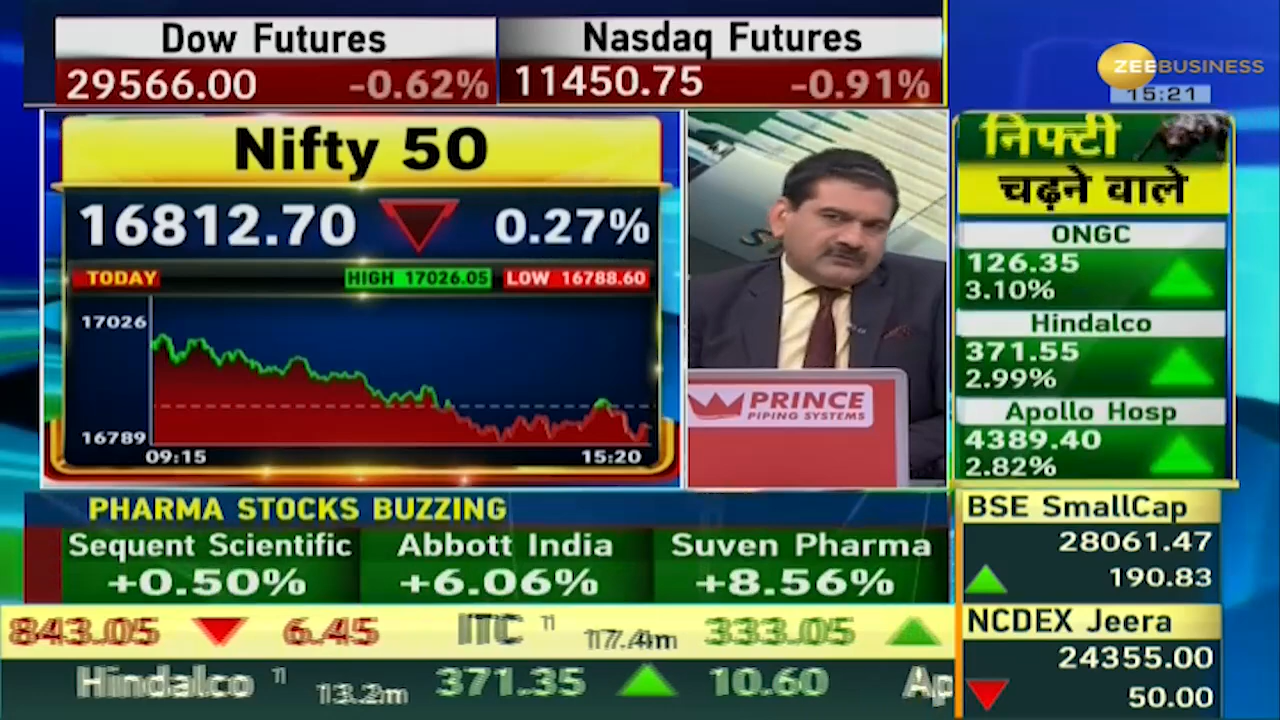 Dow Futures
29566.00 -0.62%
Nasdaq Futures
11450.75 -0.91%
ZEEBUSINESS
15:21
Nifty 50
16812.70 0.27%
TODAY HIGH 17026.05 LOW 16788.60
17026
16789
09:15 15:20
PRINCE
PIPING SYSTEMS
निफ्टी
चढ़ने वाले
ONGC
126.35
3.10%
Hindalco
371.55
2.99%
Apollo Hosp
4389.40
2.82%
PHARMA STOCKS BUZZING
Sequent Scientific Abbott India Suven Pharma
+0.50% +6.06% +8.56%
BSE SmallCap
28061.47
190.83
NCDEX Jeera
24355.00
50.00
843.05 6.45 ITC 17.4m 333.05
Hindalco 13.2m 371.35 10.60 Ap